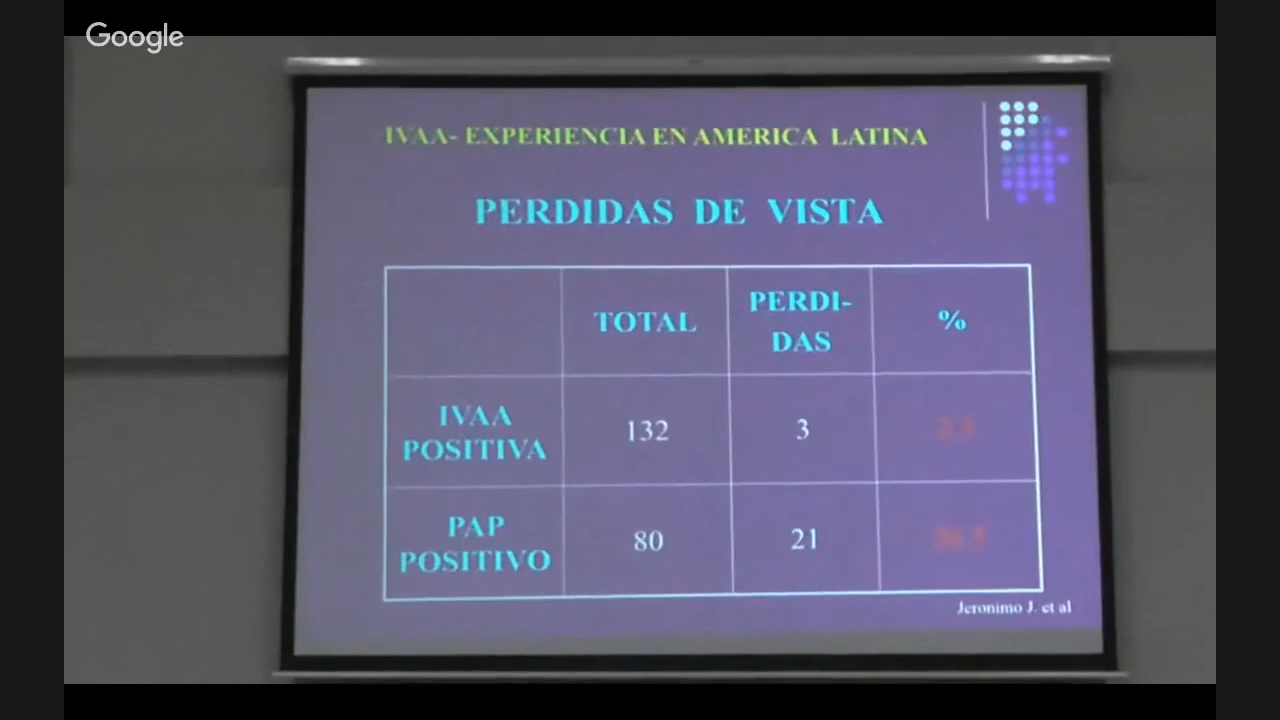 Google
IVAA- EXPERIENCIA EN AMERICA LATINA
PERDIDAS DE VISTA
TOTAL
PERDI-
DAS
%
IVAA
POSITIVA
132
3
PAP
POSITIVO
80
21
Jeronimo J. et al